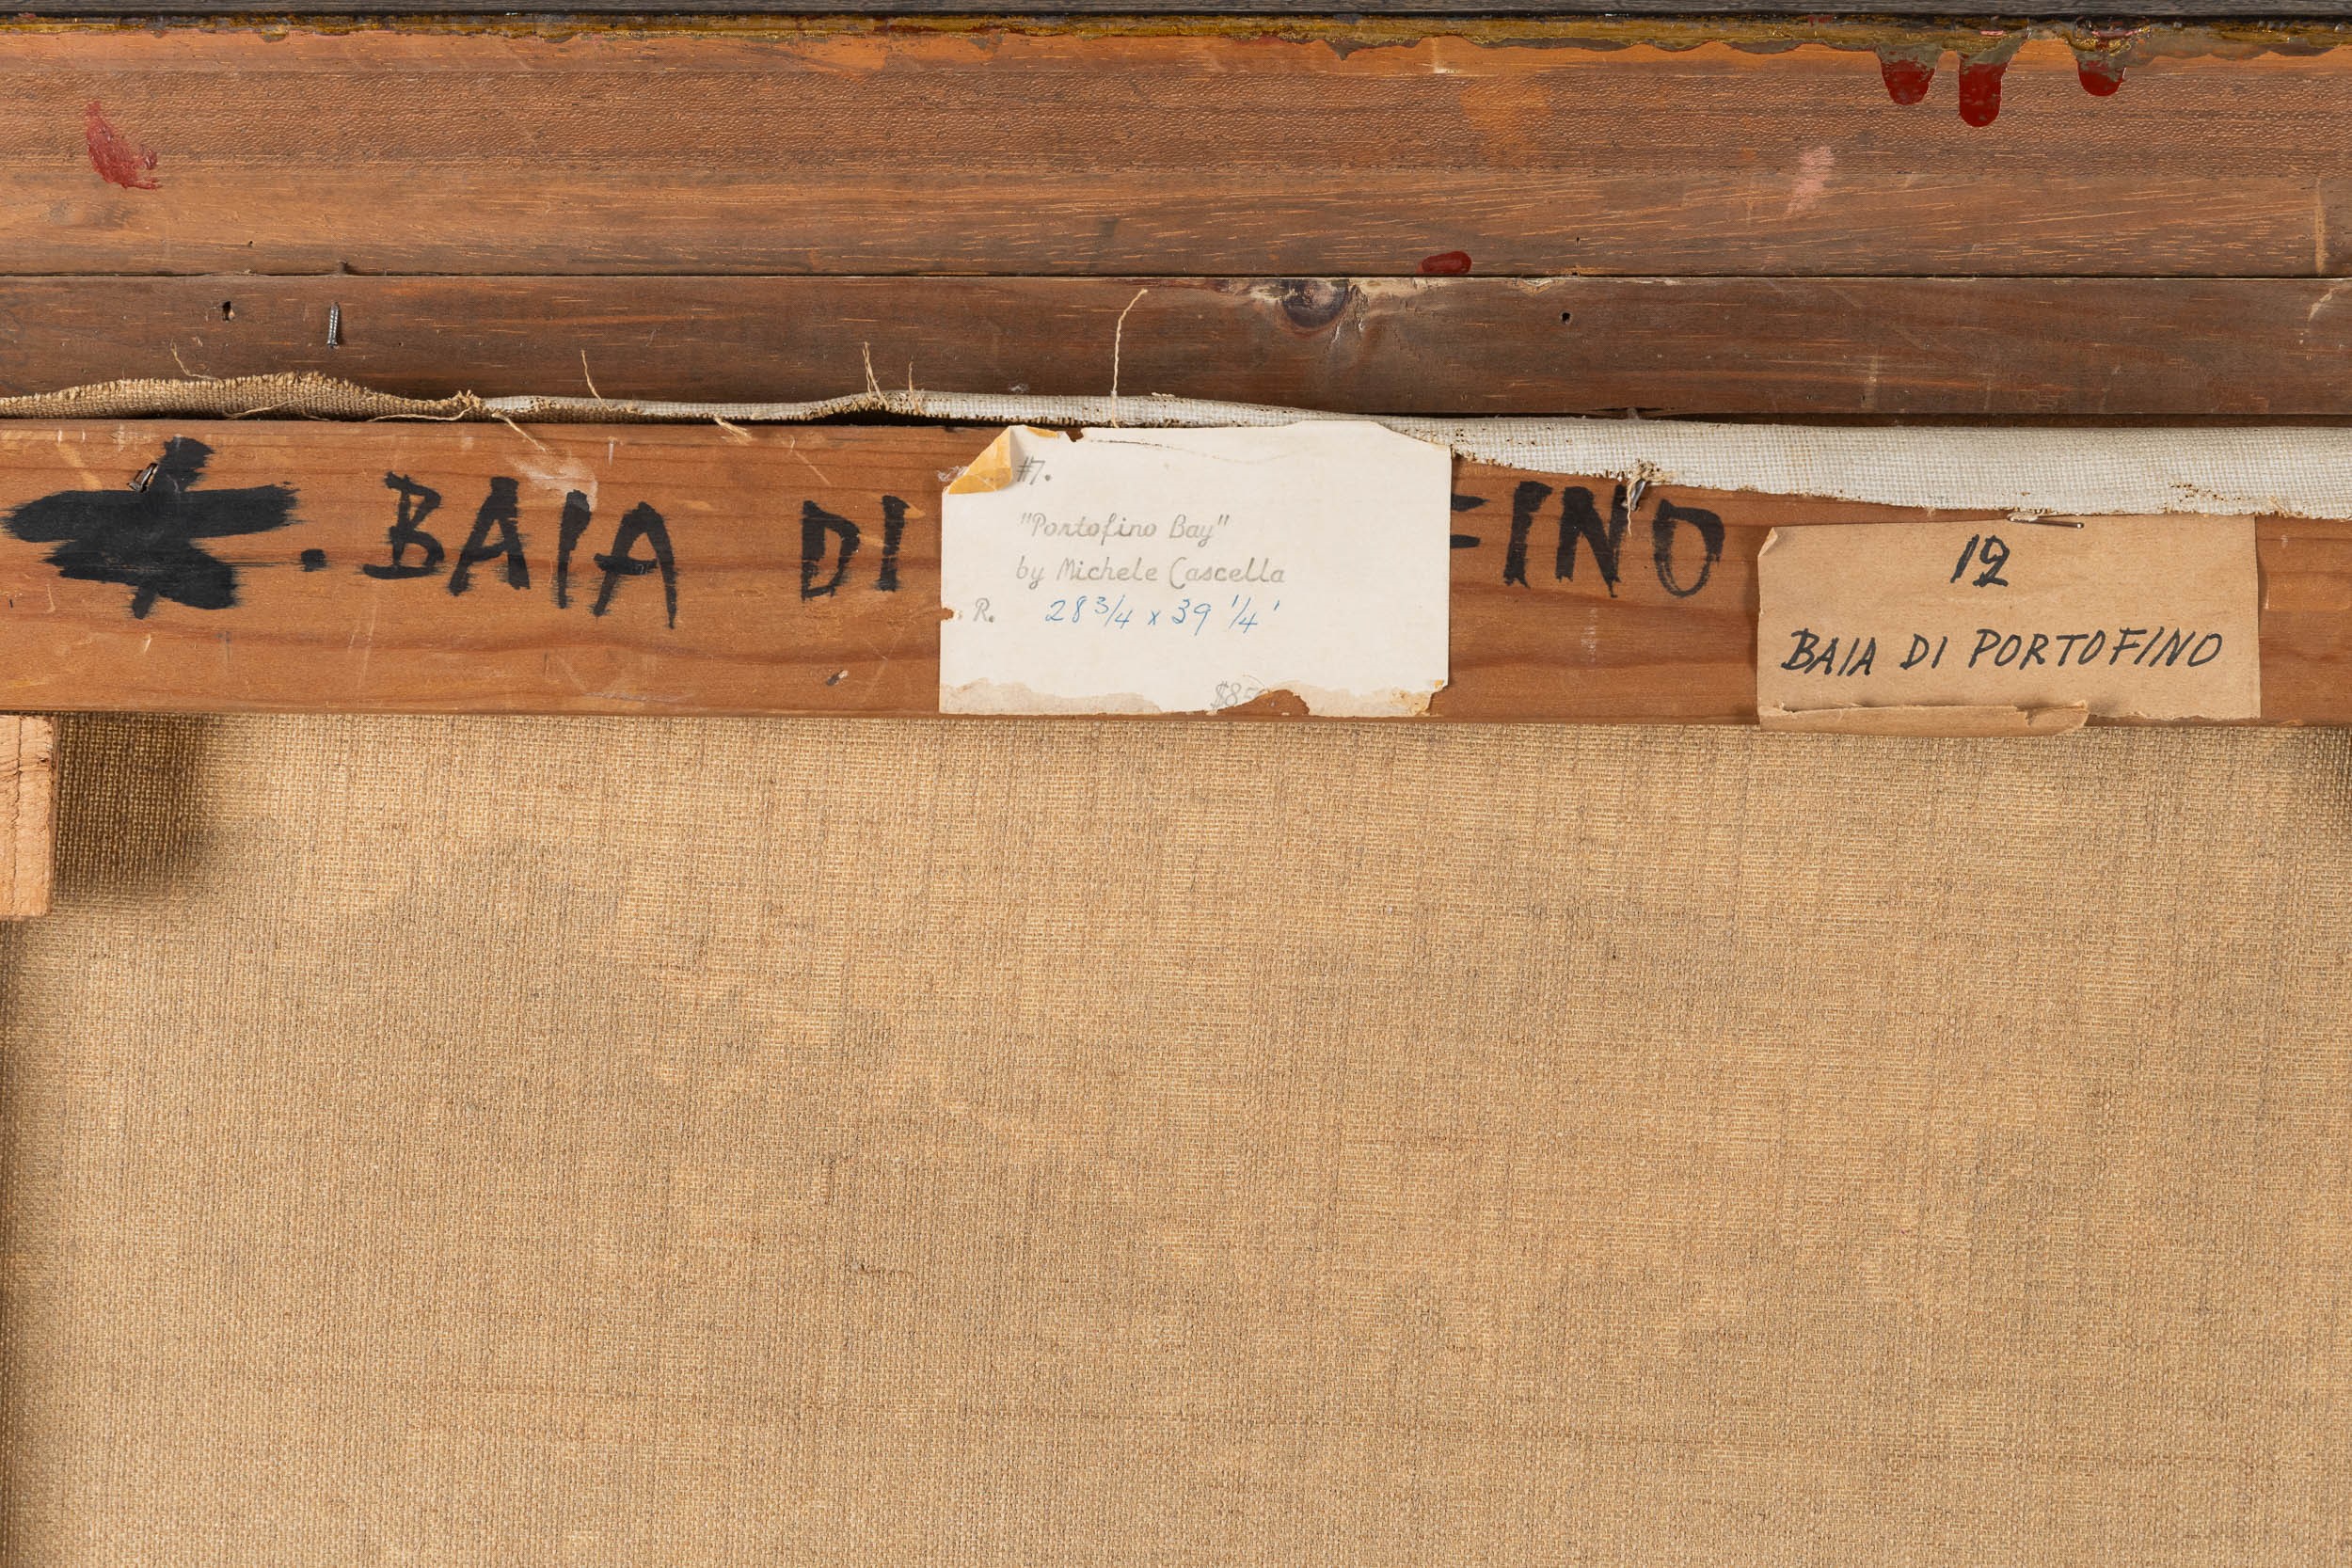 . BAIA DI FINO
#7.
"Portofino Bay"
by Michele Cascella
R. 28 3/4 x 39 1/4"
$85
12
BAIA DI PORTOFINO